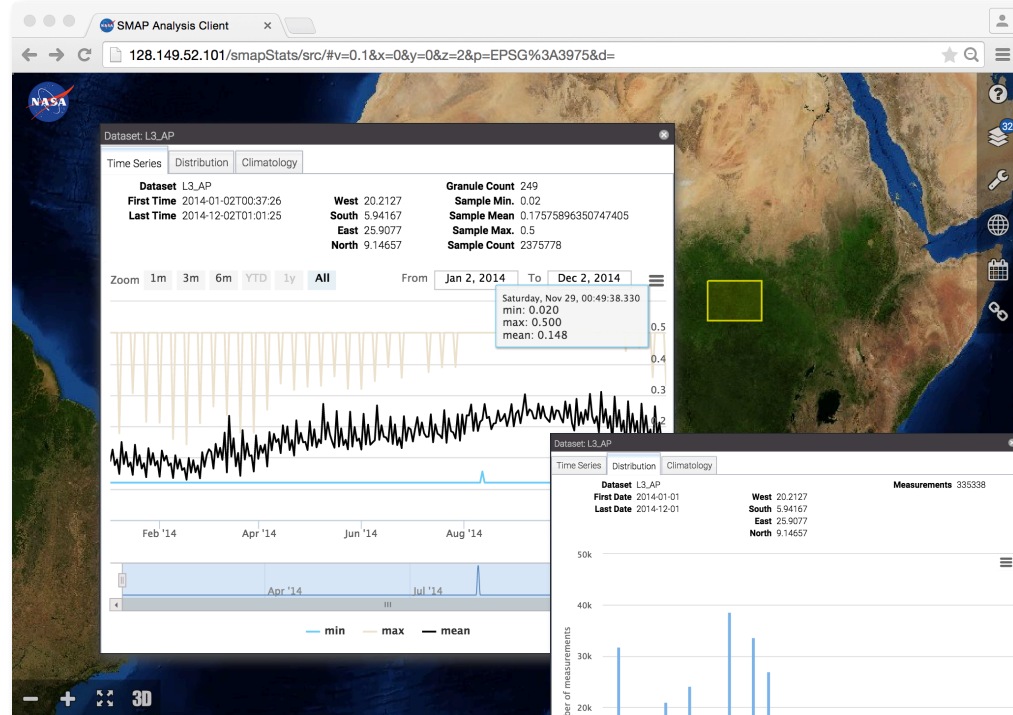 SMAP Analysis Client
128.149.52.101/smapStats/src/#v=0.1&x=0&y=0&z=2&p=EPSG%3A3975&d=
NASA
?
32
Dataset: L3_AP
Time Series Distribution Climatology
Dataset L3_AP Granule Count 249
First Time 2014-01-02T00:37:26 West 20.2127 Sample Min. 0.02
Last Time 2014-12-02T01:01:25 South 5.94167 Sample Mean 0.17575896350747405
East 25.9077 Sample Max. 0.5
North 9.14657 Sample Count 2375778
Zoom 1m 3m 6m YTD 1y All From Jan 2, 2014 To Dec 2, 2014
Saturday, Nov 29, 00:49:38.330
min: 0.020
max: 0.500
mean: 0.148
0.5
0.4
0.3
0.2
Feb '14 Apr '14 Jun '14 Aug '14
Apr '14 Jul '14
min max mean
Dataset: L3_AP
Time Series Distribution Climatology
Dataset L3_AP Measurements 335338
First Date 2014-01-01 West 20.2127
Last Date 2014-12-01 South 5.94167
East 25.9077
North 9.14657
50k
40k
30k
20k
ber of measurements
3D